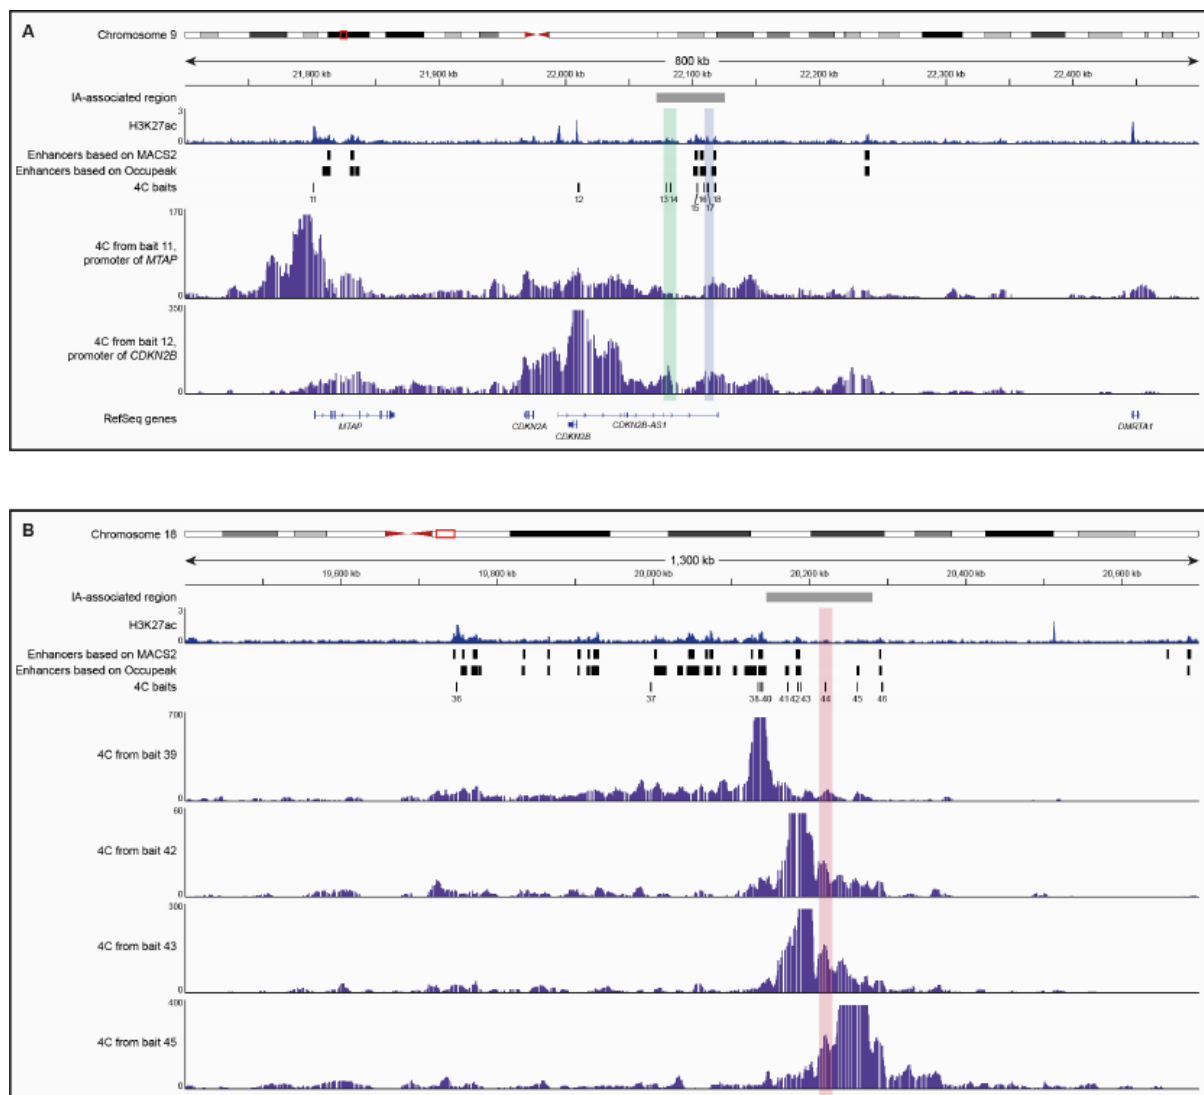 A
Chromosome 9
800 kb
21,800 kb 21,900 kb 22,000 kb 22,100 kb 22,200 kb 22,300 kb 22,400 kb
IA-associated region
3
H3K27ac
0
Enhancers based on MACS2
Enhancers based on Occupeak
4C baits
11 12 13 14 16 18
15 17
170
4C from bait 11,
promoter of MTAP
0
350
4C from bait 12,
promoter of CDKN2B
0
RefSeq genes
MTAP CDKN2A CDKN2B-AS1 DMRTA1
CDKN2B
B
Chromosome 18
1,300 kb
19,600 kb 19,800 kb 20,000 kb 20,200 kb 20,400 kb 20,600 kb
IA-associated region
3
H3K27ac
0
Enhancers based on MACS2
Enhancers based on Occupeak
4C baits
36 37 38-40 41 42 43 44 45 46
700
4C from bait 39
0
60
4C from bait 42
0
300
4C from bait 43
0
400
4C from bait 45
0